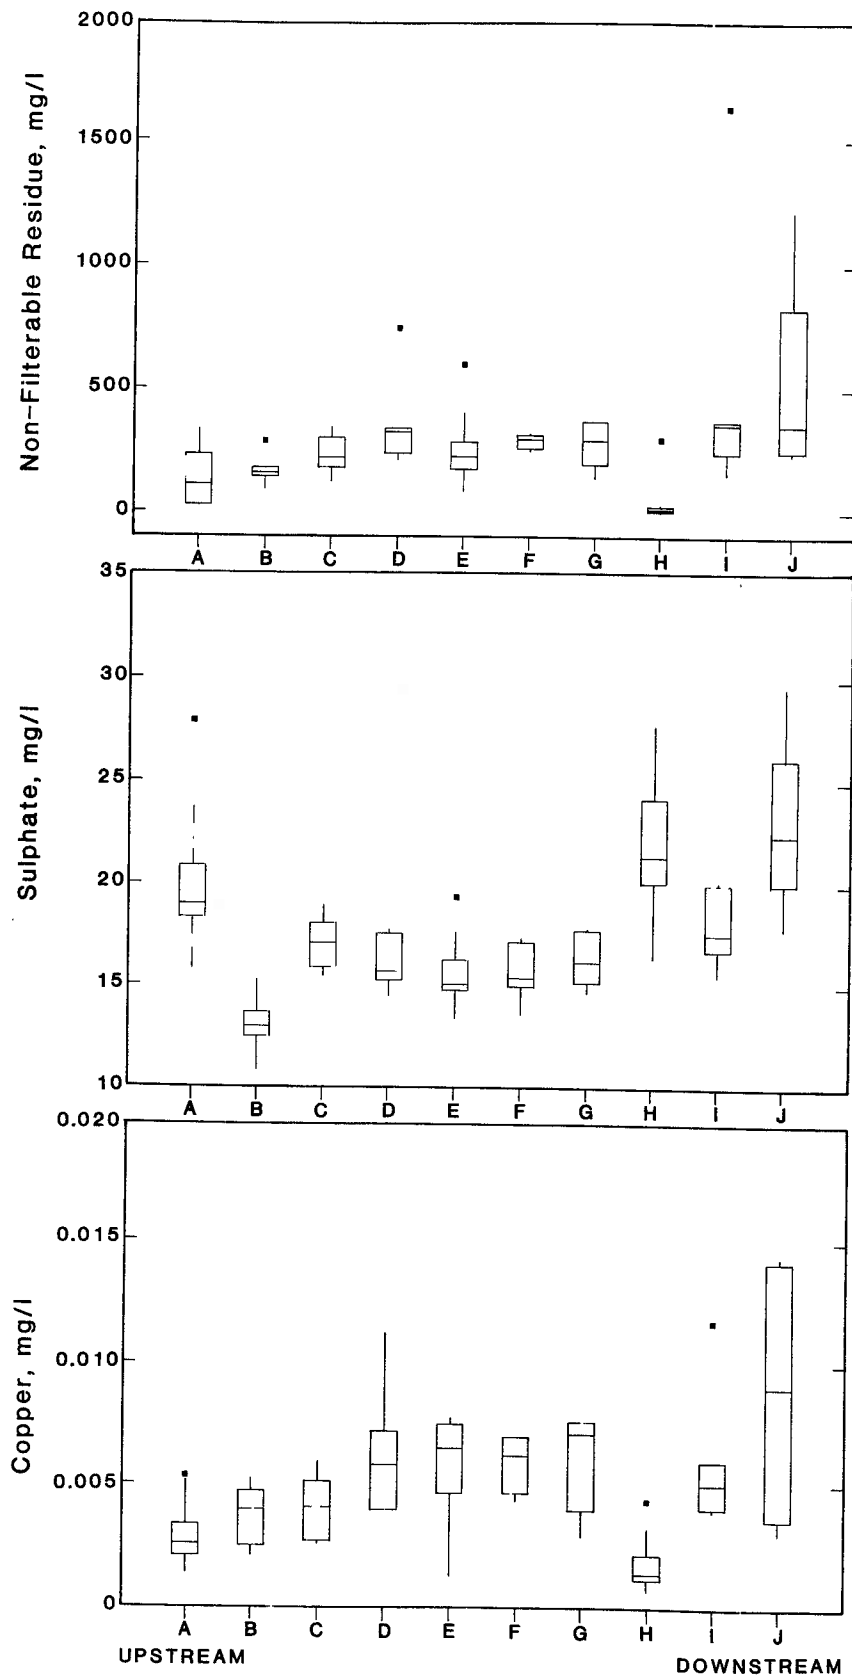 2000
1500
1000
500
0
Non-Filterable Residue, mg/l
A B C D E F G H I J
35
30
25
20
15
10
Sulphate, mg/l
A B C D E F G H I J
0.020
0.015
0.010
0.005
0
Copper, mg/l
A B C D E F G H I J
UPSTREAM DOWNSTREAM